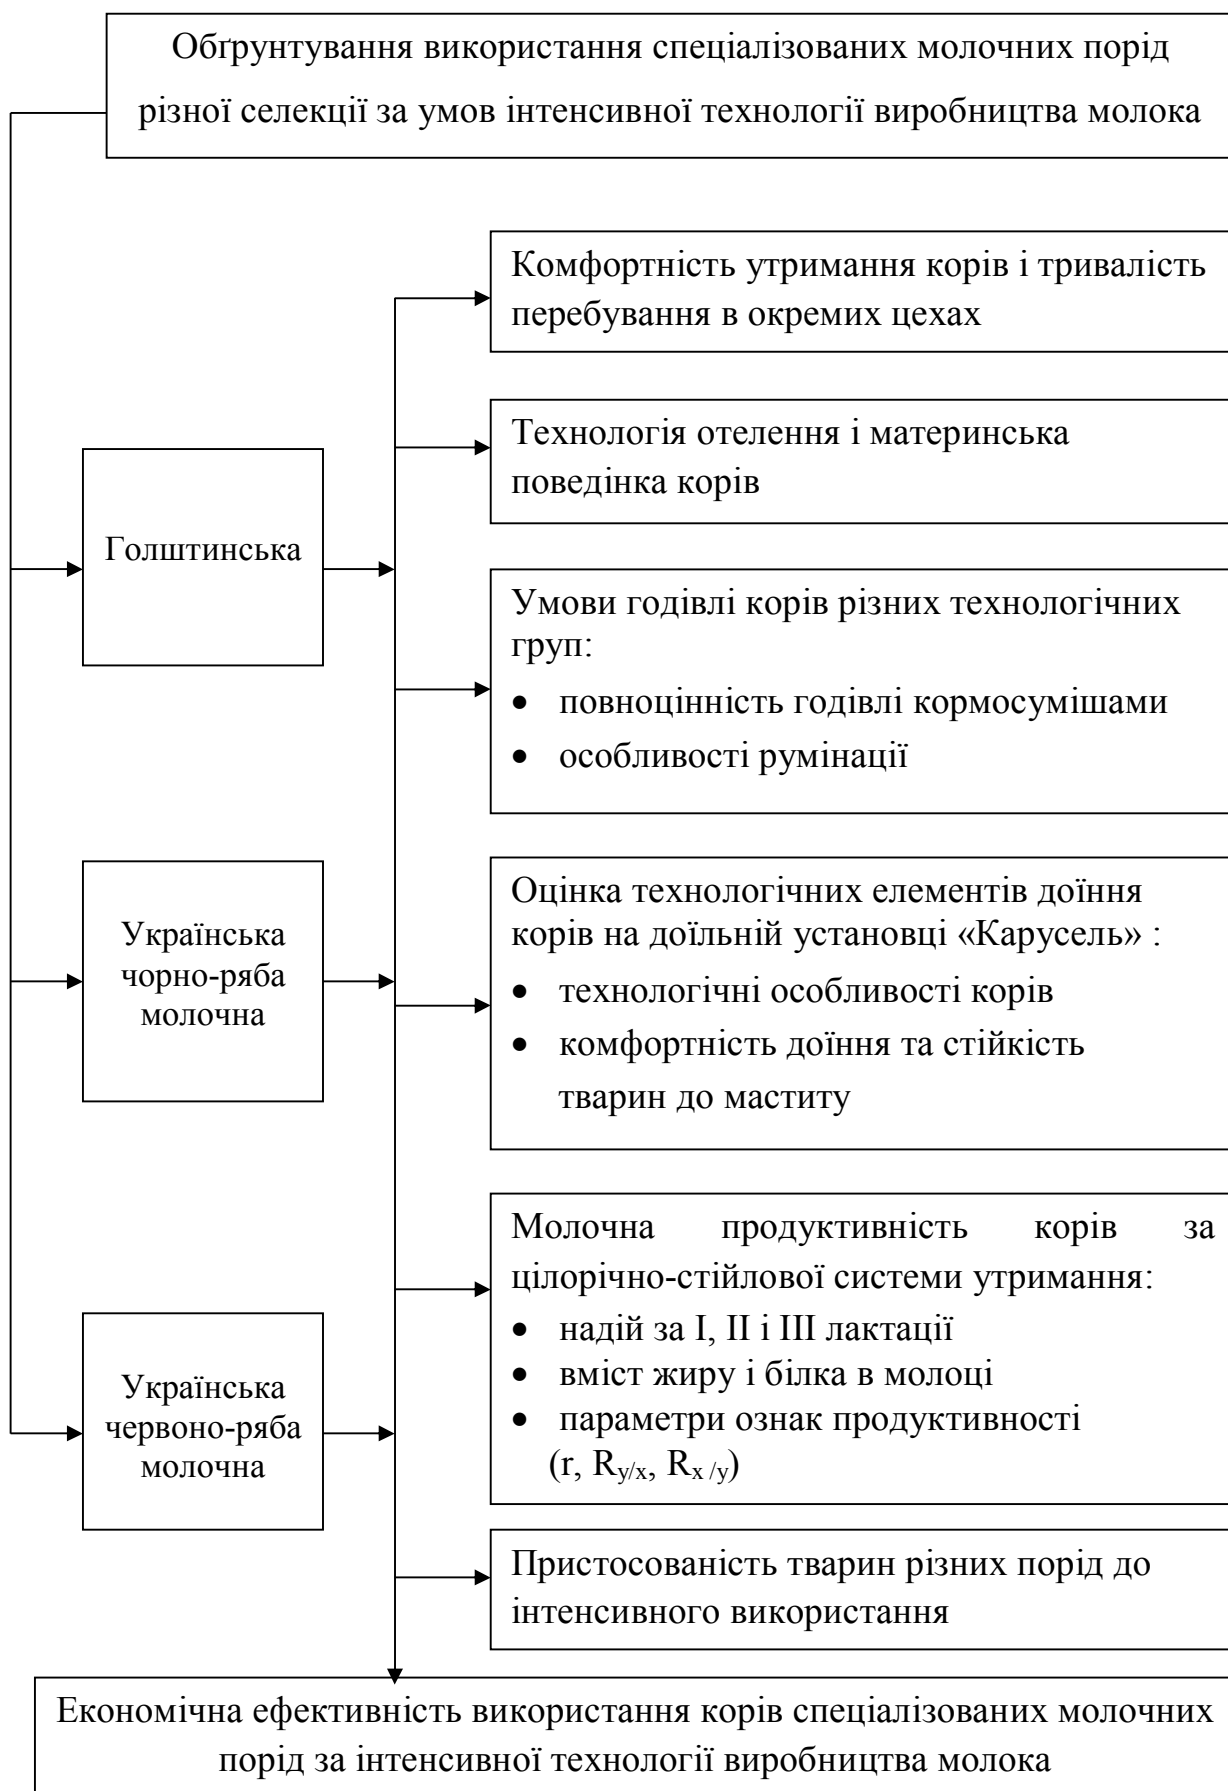 Обґрунтування використання спеціалізованих молочних порід
різної селекції за умов інтенсивної технології виробництва молока
Комфортність утримання корів і тривалість
перебування в окремих цехах
Технологія отелення і материнська
поведінка корів
Голштинська
Умови годівлі корів різних технологічних
груп:
• повноцінність годівлі кормосумішами
• особливості румінації
Українська
чорно-ряба
молочна
Оцінка технологічних елементів доїння
корів на доїльній установці «Карусель» :
• технологічні особливості корів
• комфортність доїння та стійкість
тварин до маститу
Українська
червоно-ряба
молочна
Молочна продуктивність корів за
цілорічно-стійлової системи утримання:
• надій за I, II і III лактації
• вміст жиру і білка в молоці
• параметри ознак продуктивності
(r, Ry/x, Rx /y)
Пристосованість тварин різних порід до
інтенсивного використання
Економічна ефективність використання корів спеціалізованих молочних
порід за інтенсивної технології виробництва молока